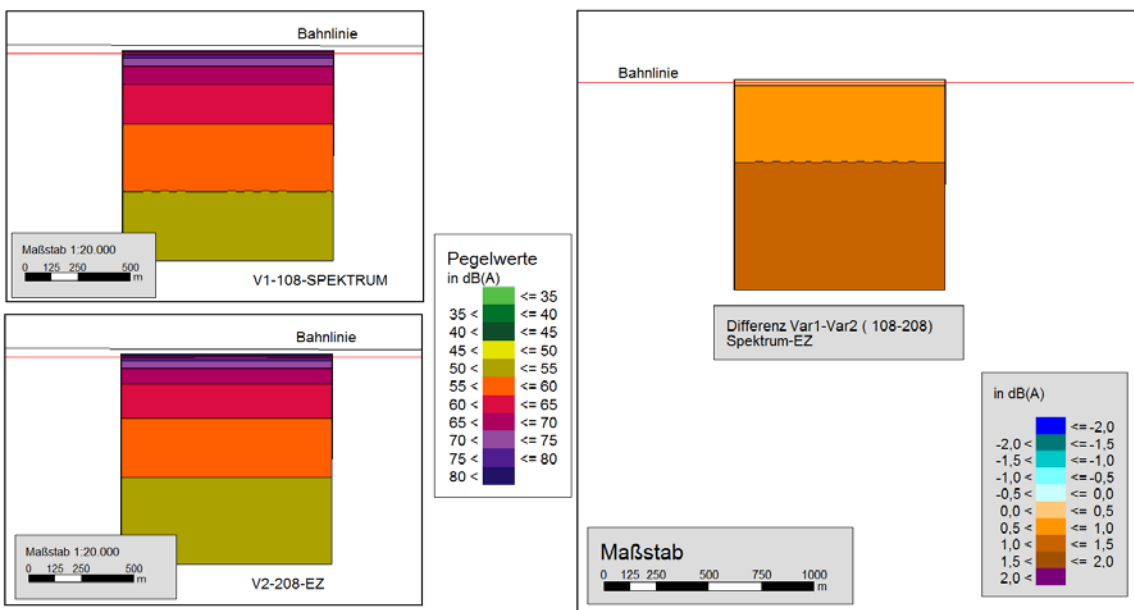 Bahnlinie
Maßstab 1:20.000
0 125 250 500
m
V1-108-SPEKTRUM
Bahnlinie
Maßstab 1:20.000
0 125 250 500
m
V2-208-EZ
Pegelwerte
in dB(A)
<= 35
35 < <= 40
40 < <= 45
45 < <= 50
50 < <= 55
55 < <= 60
60 < <= 65
65 < <= 70
70 < <= 75
75 < <= 80
80 <
Bahnlinie
Differenz Var1-Var2 ( 108-208)
Spektrum-EZ
in dB(A)
<= -2,0
-2,0 < <= -1,5
-1,5 < <= -1,0
-1,0 < <= -0,5
-0,5 < <= 0,0
0,0 < <= 0,5
0,5 < <= 1,0
1,0 < <= 1,5
1,5 < <= 2,0
2,0 <
Maßstab
0 125 250 500 750 1000
m